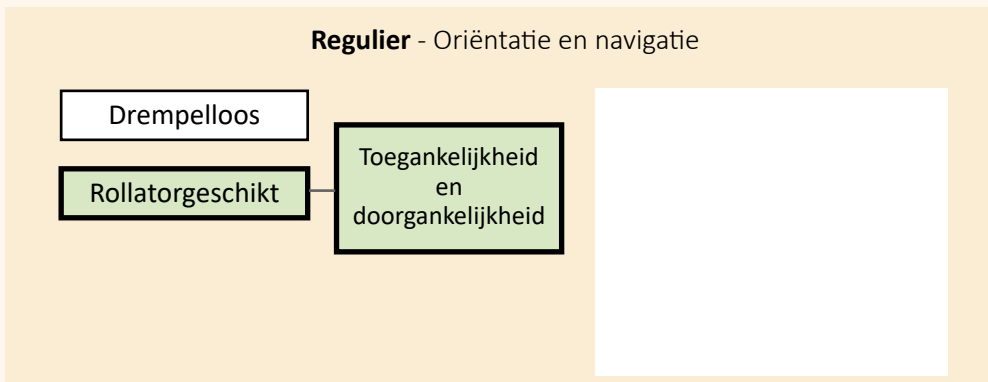 Regulier - Oriëntatie en navigatie
Drempelloos
Rollatorgeschikt
Toegankelijkheid
en
doorgankelijkheid